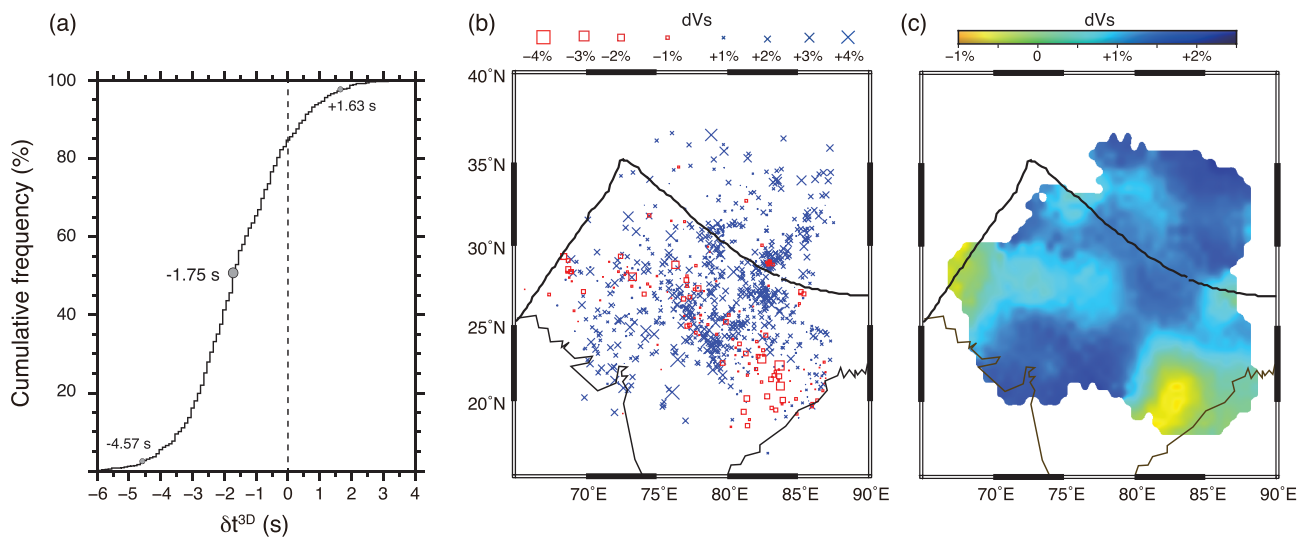 (a)
Cumulative frequency (%)
100
80
60
40
20
+1.63 s
-1.75 s
-4.57 s
−6 −5 −4 −3 −2 −1 0 1 2 3 4
δt³ᴰ (s)
(b)
dVs
−4% −3% −2% −1% +1% +2% +3% +4%
40˚N
35˚N
30˚N
25˚N
20˚N
70˚E 75˚E 80˚E 85˚E 90˚E
(c)
dVs
−1% 0 +1% +2%
70˚E 75˚E 80˚E 85˚E 90˚E